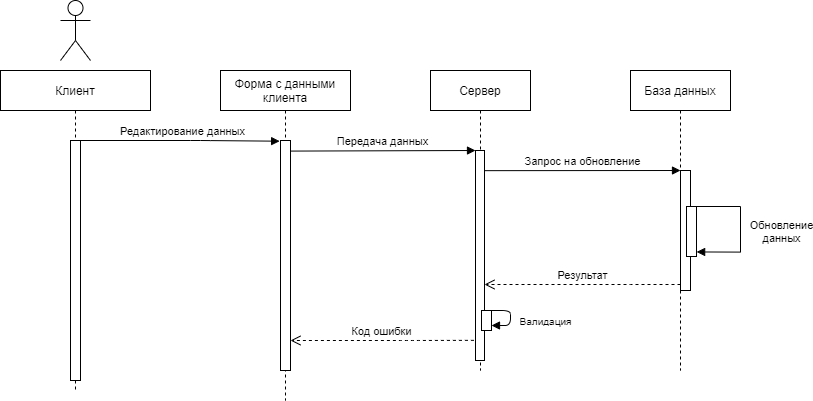 Клиент
Форма с данными
клиента
Сервер
База данных
Редактирование данных
Передача данных
Запрос на обновление
Обновление
данных
Результат
Валидация
Код ошибки